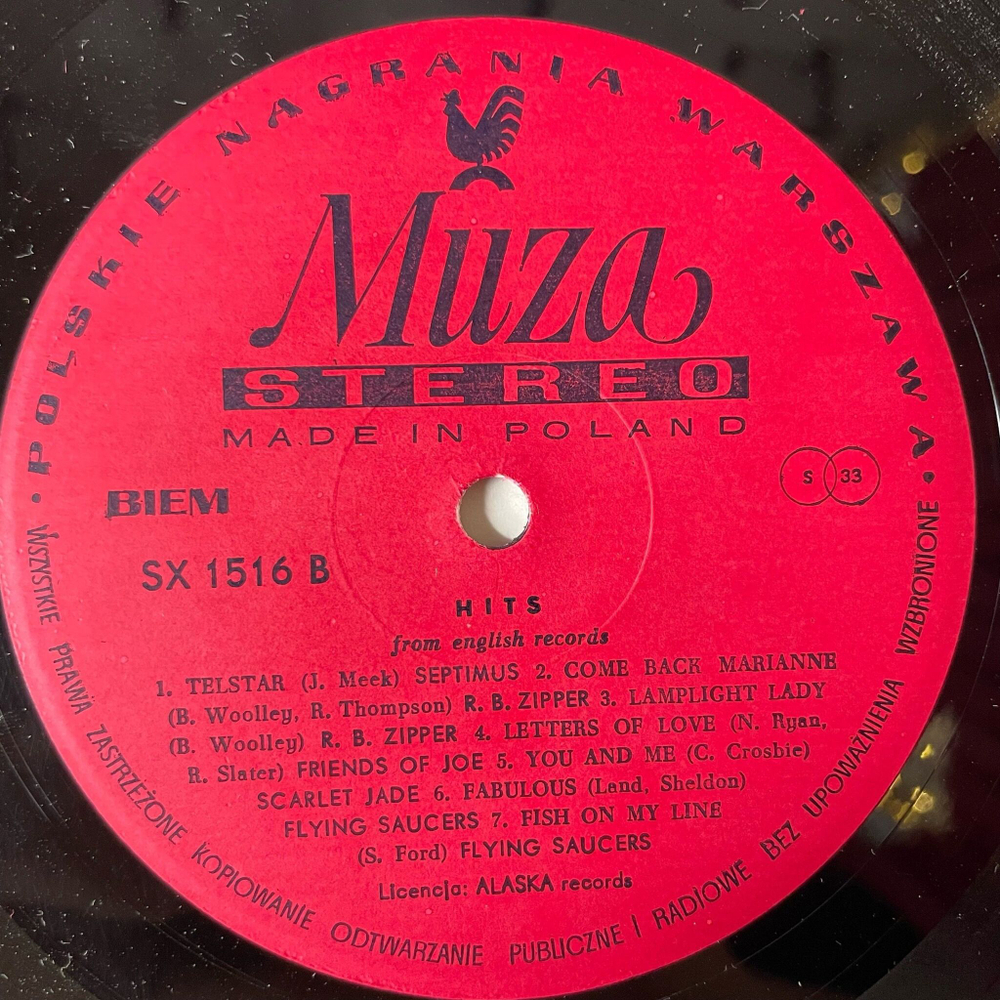 • POLSKIE NAGRANIA WARSZAWA •
Muza
STEREO
MADE IN POLAND
BIEM
S 33
SX 1516 B
HITS
from english records
1. TELSTAR (J. Meek) SEPTIMUS 2. COME BACK MARIANNE
(B. Woolley, R. Thompson) R. B. ZIPPER 3. LAMPLIGHT LADY
(B. Woolley) R. B. ZIPPER 4. LETTERS OF LOVE (N. Ryan,
R. Slater) FRIENDS OF JOE 5. YOU AND ME (C. Crosbie)
SCARLET JADE 6. FABULOUS (Land, Sheldon)
FLYING SAUCERS 7. FISH ON MY LINE
(S. Ford) FLYING SAUCERS
Licencja: ALASKA records
WSZYSTKIE PRAWA ZASTRZEŻONE KOPIOWANIE ODTWARZANIE PUBLICZNE I RADIOWE BEZ UPOWAŻNIENIA WZBRONIONE